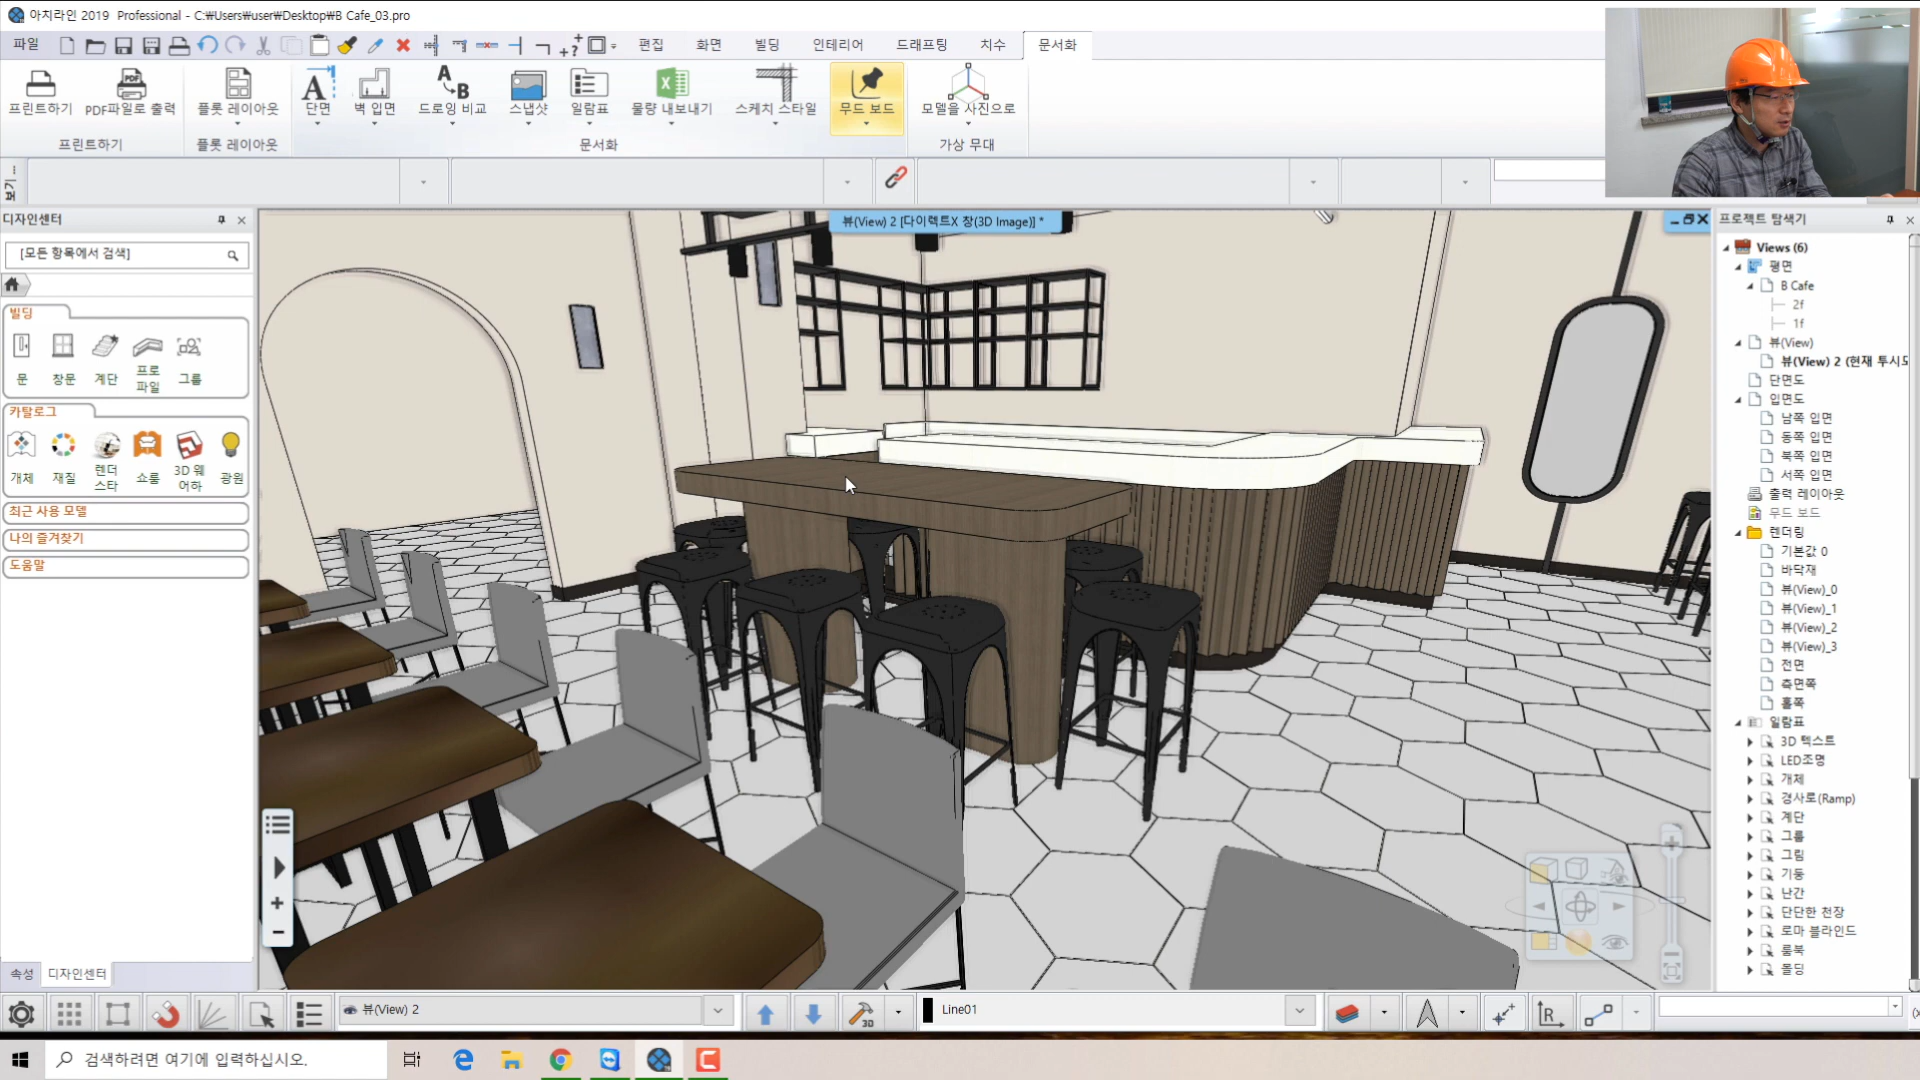 아치라인 2019 Professional - C:₩Users₩user₩Desktop₩B Cafe_03.pro
파일 편집 화면 빌딩 인테리어 드래프팅 치수 문서화
프린트하기 PDF파일로 출력 플롯 레이아웃 단면 벽 입면 드로잉 비교 스냅샷 일람표 물량 내보내기 스케치 스타일 무드 보드 모델을 사진으로
프린트하기 플롯 레이아웃 문서화 가상 무대
보기...
디자인센터
뷰(View) 2 [다이렉트X 창(3D Image)] *
프로젝트 탐색기
[모든 항목에서 검색]
빌딩
문 창문 계단 프로파일 그룹
카탈로그
개체 재질 렌더스타 쇼룸 3D 웨어하 광원
최근 사용 모델
나의 즐겨찾기
도움말
Views (6)
평면
B Cafe
2f
1f
뷰(View)
뷰(View) 2 (현재 투시도
단면도
입면도
남쪽 입면
동쪽 입면
북쪽 입면
서쪽 입면
출력 레이아웃
무드 보드
렌더링
기본값 0
바닥재
뷰(View)_0
뷰(View)_1
뷰(View)_2
뷰(View)_3
전면
측면쪽
홀쪽
일람표
3D 텍스트
LED조명
개체
경사로(Ramp)
계단
그룹
그림
기둥
난간
단단한 천장
로마 블라인드
룸북
몰딩
속성 디자인센터
뷰(View) 2
3D
Line01
검색하려면 여기에 입력하십시오.